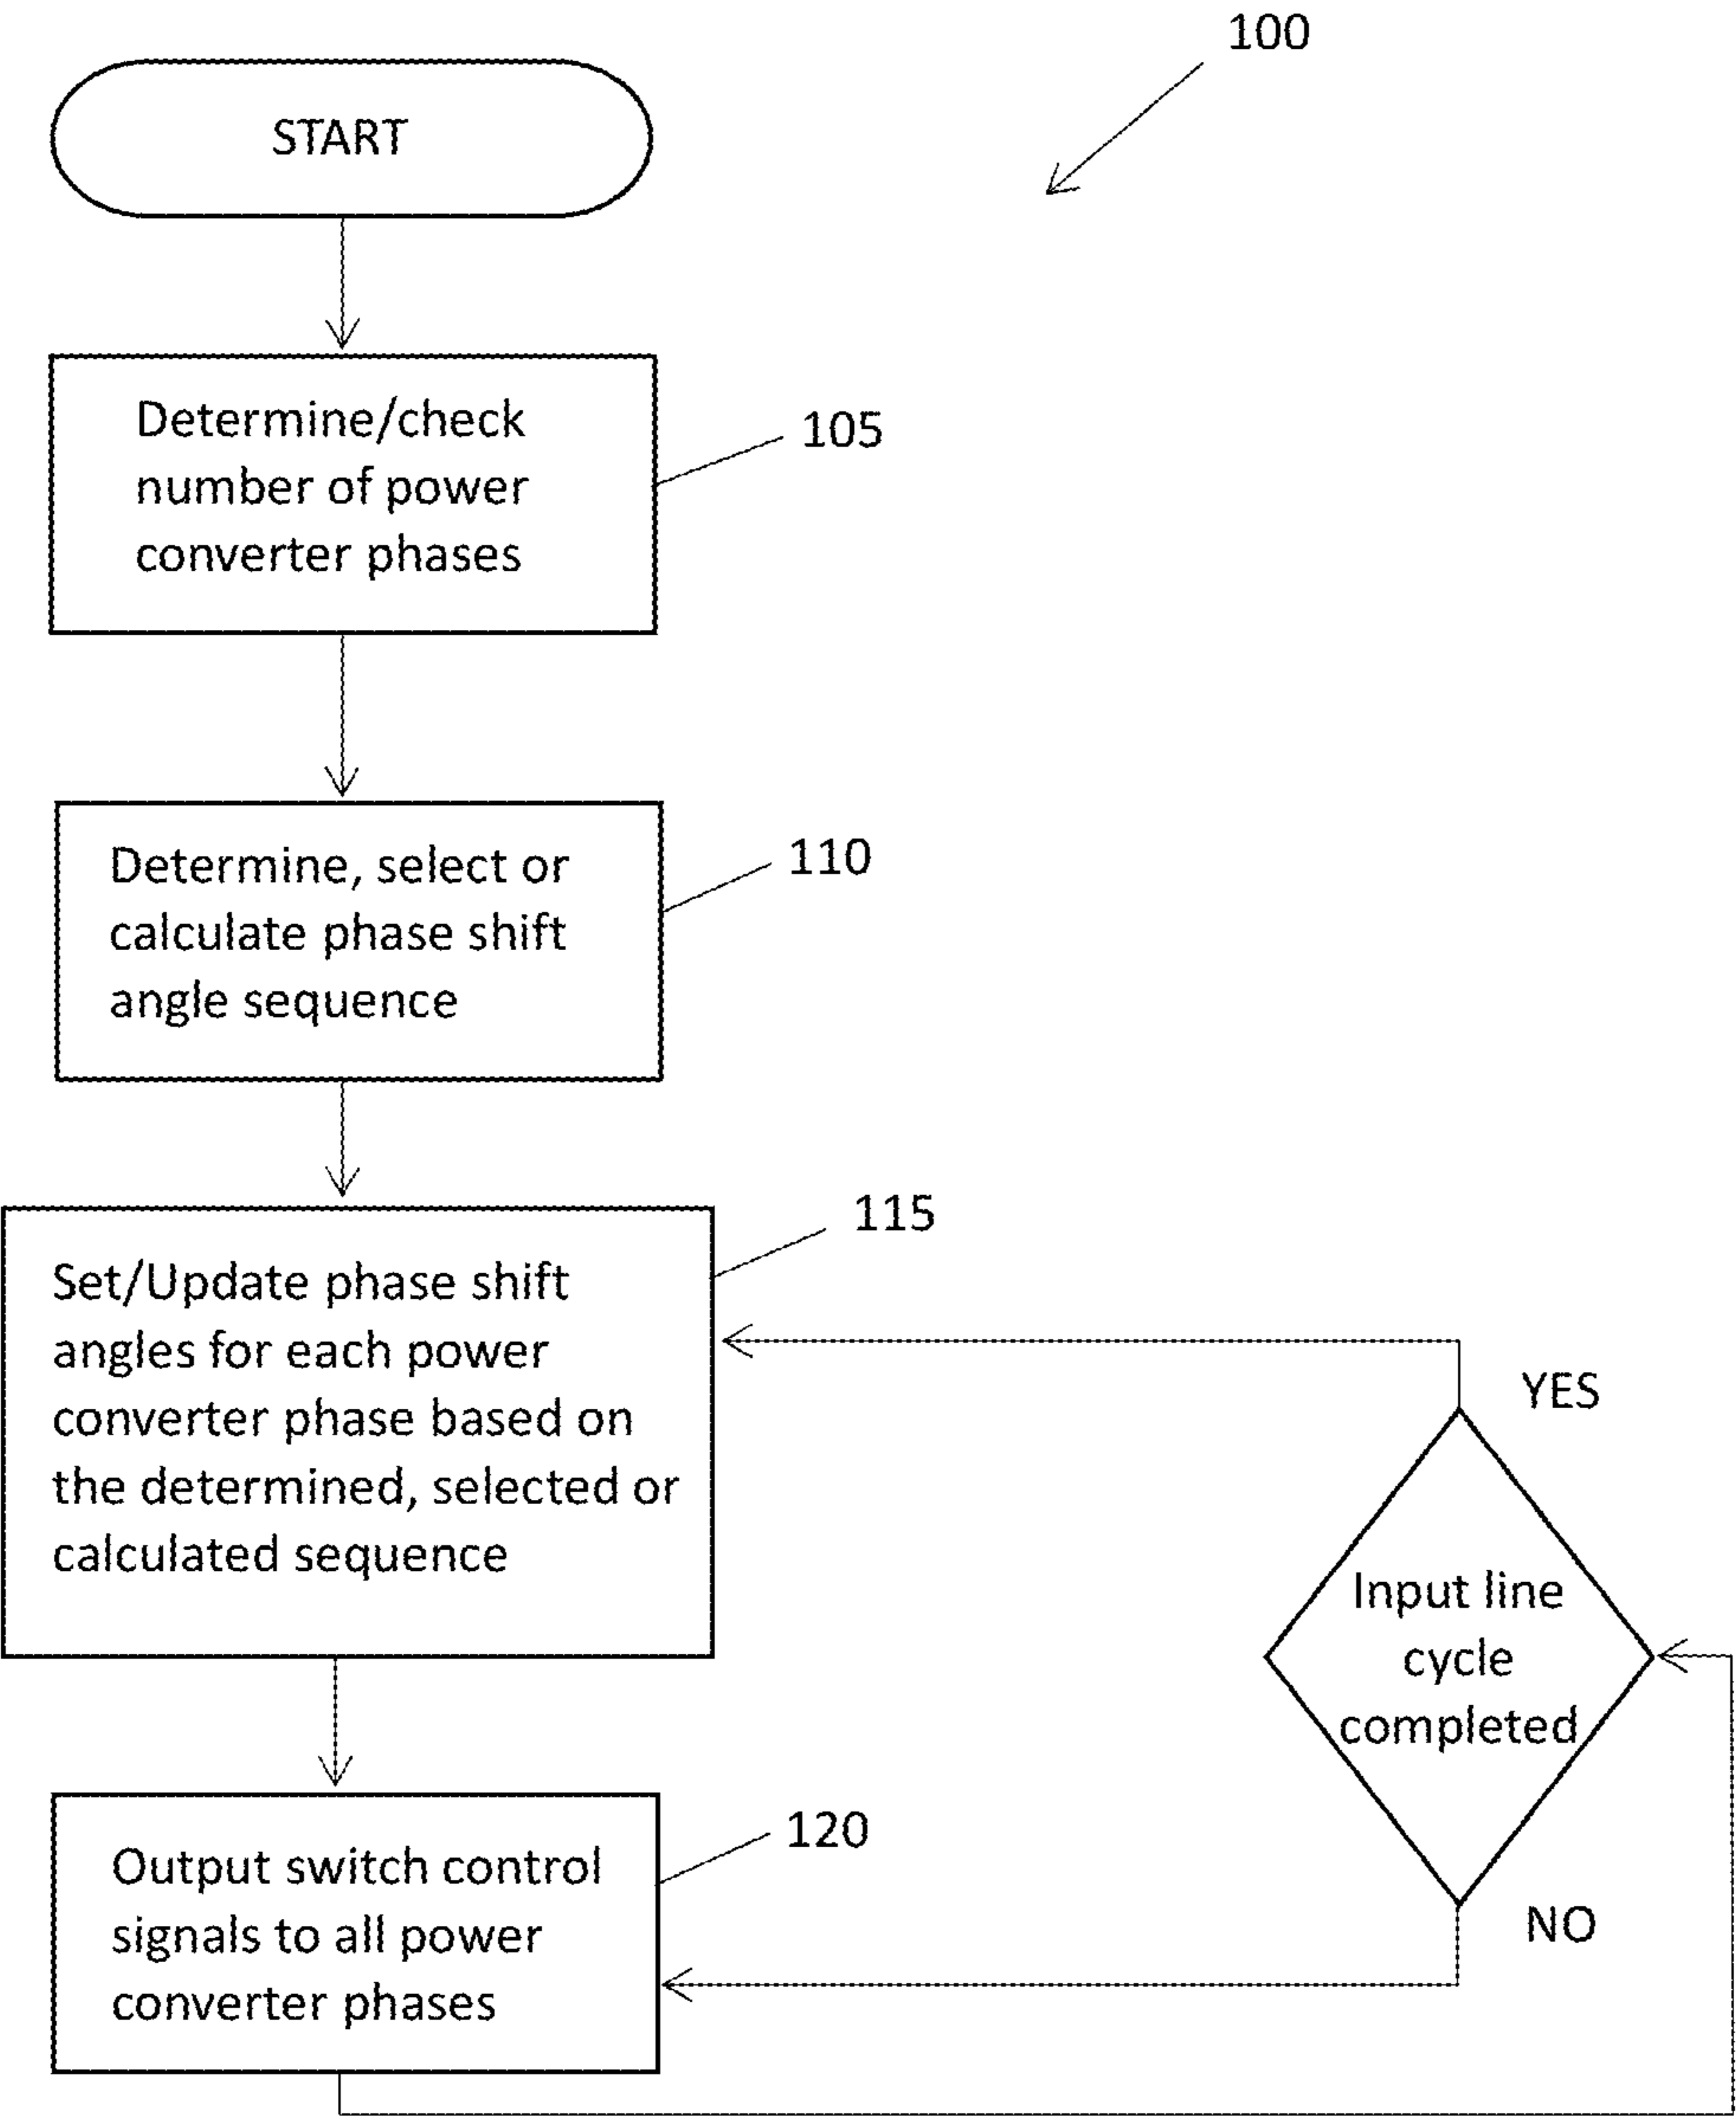 100
START
Determine/check
number of power
converter phases
105
Determine, select or
calculate phase shift
angle sequence
110
Set/Update phase shift
angles for each power
converter phase based on
the determined, selected or
calculated sequence
115
YES
Input line
cycle
completed
NO
Output switch control
signals to all power
converter phases
120